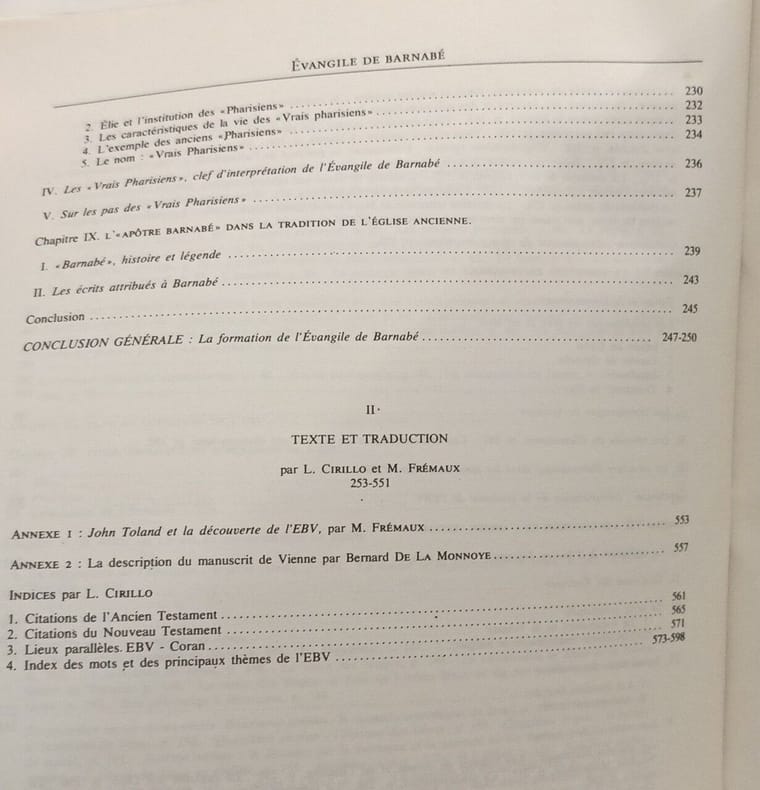 ÉVANGILE DE BARNABÉ
2. Élie et l'institution des «Pharisiens» ........ 230
3. Les caractéristiques de la vie des «Vrais pharisiens» ........ 232
4. L'exemple des anciens «Pharisiens» ........ 233
5. Le nom : «Vrais Pharisiens» ........ 234
IV. Les «Vrais Pharisiens», clef d'interprétation de l'Évangile de Barnabé ........ 236
V. Sur les pas des «Vrais Pharisiens» ........ 237
Chapitre IX. L'«APÔTRE BARNABÉ» DANS LA TRADITION DE L'ÉGLISE ANCIENNE.
I. «Barnabé», histoire et légende ........ 239
II. Les écrits attribués à Barnabé ........ 243
Conclusion ........ 245
CONCLUSION GÉNÉRALE : La formation de l'Évangile de Barnabé ........ 247-250
II.
TEXTE ET TRADUCTION
par L. CIRILLO et M. FRÉMAUX
253-551
ANNEXE 1 : John Toland et la découverte de l'EBV, par M. FRÉMAUX ........ 553
ANNEXE 2 : La description du manuscrit de Vienne par Bernard DE LA MONNOYE ........ 557
INDICES par L. CIRILLO
1. Citations de l'Ancien Testament ........ 561
2. Citations du Nouveau Testament ........ 565
3. Lieux parallèles. EBV - Coran ........ 571
4. Index des mots et des principaux thèmes de l'EBV ........ 573-598